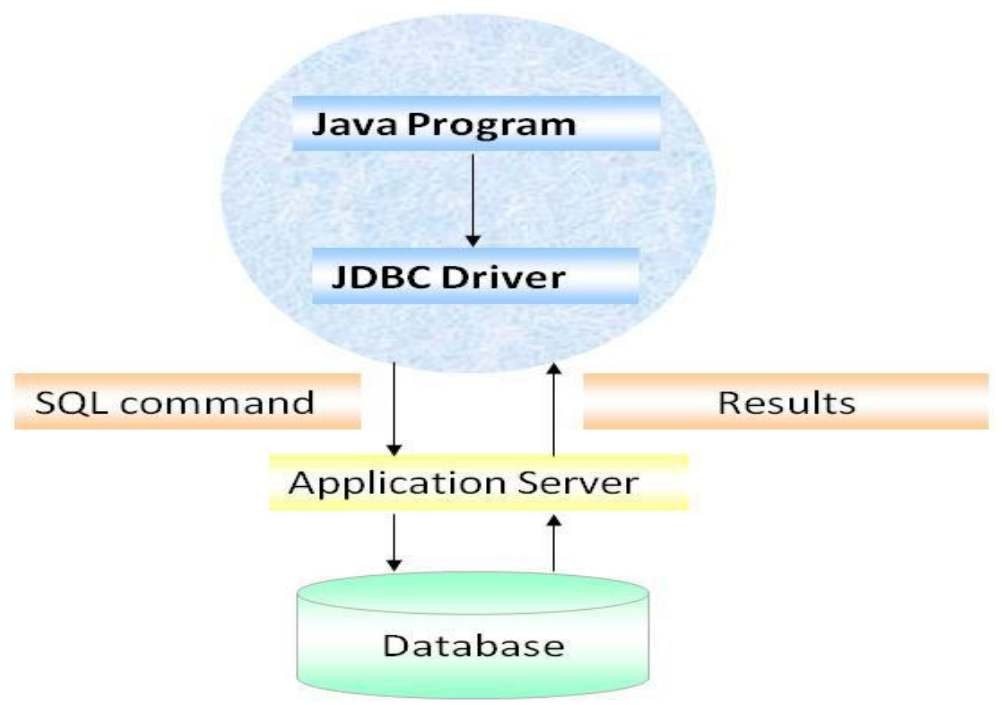 Java Program
JDBC Driver
SQL command
Results
Application Server
Database